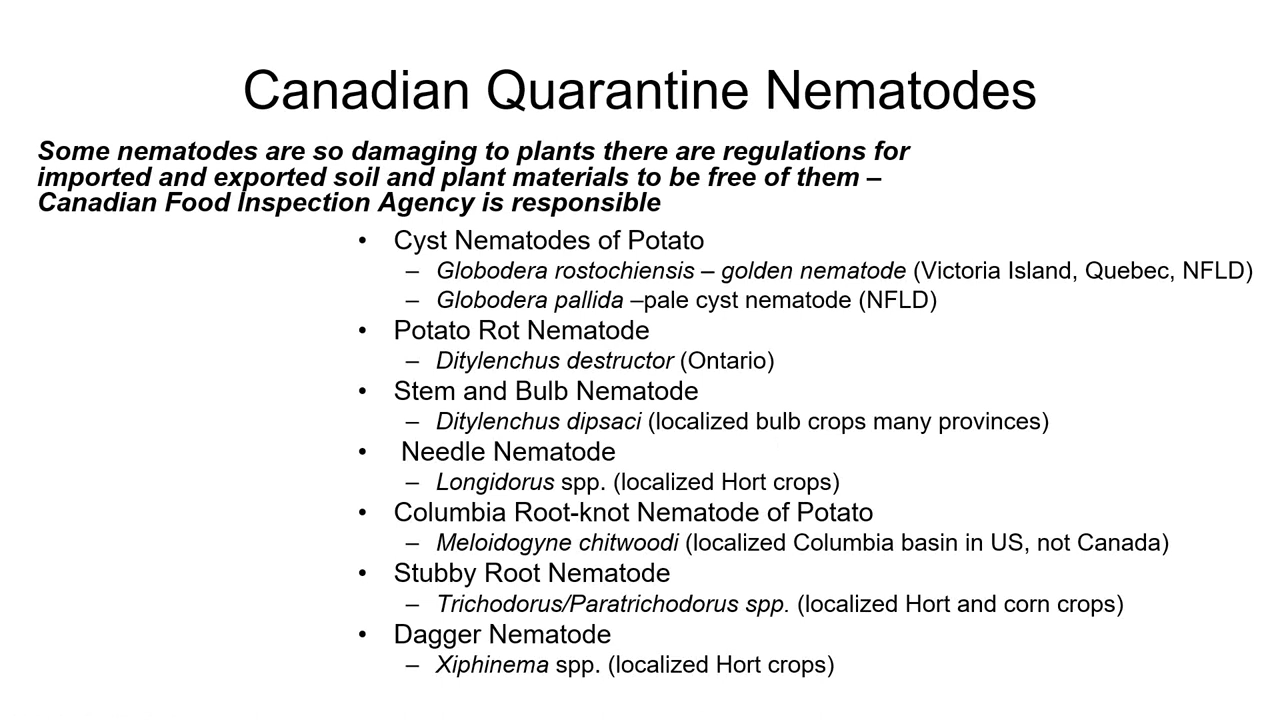 Canadian Quarantine Nematodes
Some nematodes are so damaging to plants there are regulations for
imported and exported soil and plant materials to be free of them –
Canadian Food Inspection Agency is responsible
• Cyst Nematodes of Potato
– Globodera rostochiensis – golden nematode (Victoria Island, Quebec, NFLD)
– Globodera pallida –pale cyst nematode (NFLD)
• Potato Rot Nematode
– Ditylenchus destructor (Ontario)
• Stem and Bulb Nematode
– Ditylenchus dipsaci (localized bulb crops many provinces)
• Needle Nematode
– Longidorus spp. (localized Hort crops)
• Columbia Root-knot Nematode of Potato
– Meloidogyne chitwoodi (localized Columbia basin in US, not Canada)
• Stubby Root Nematode
– Trichodorus/Paratrichodorus spp. (localized Hort and corn crops)
• Dagger Nematode
– Xiphinema spp. (localized Hort crops)